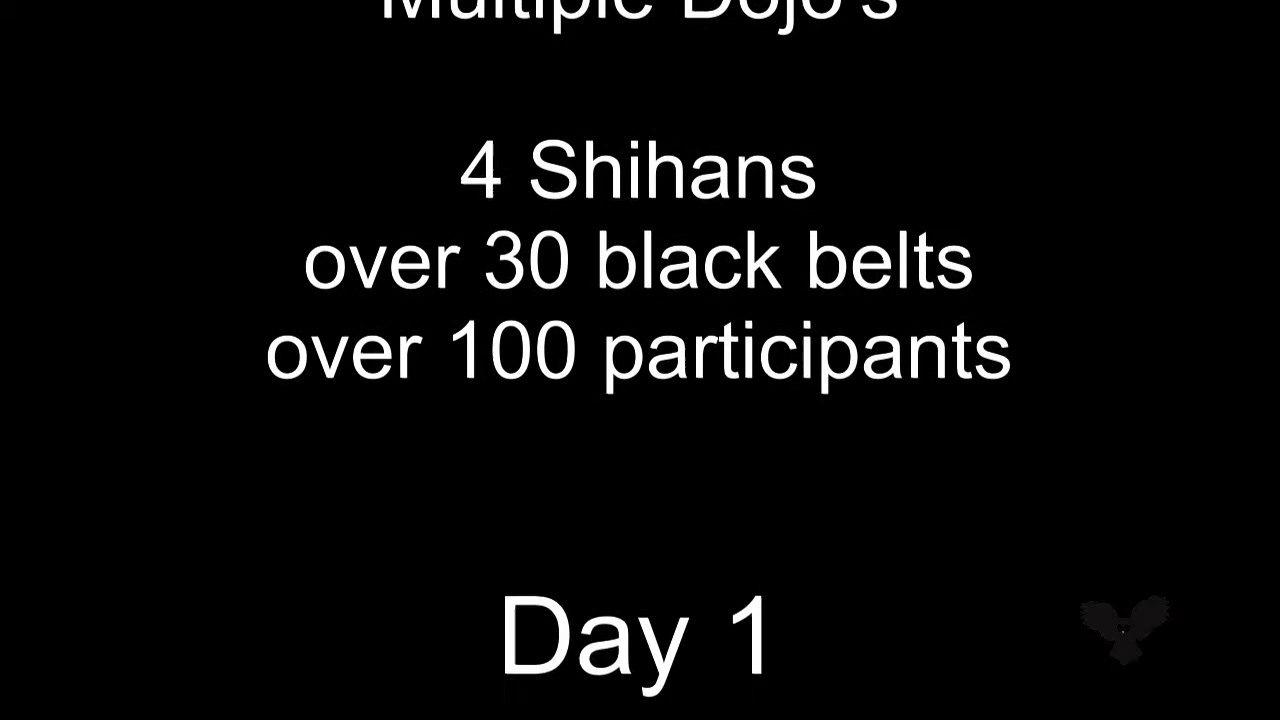 Multiple Dojo's
4 Shihans
over 30 black belts
over 100 participants
Day 1